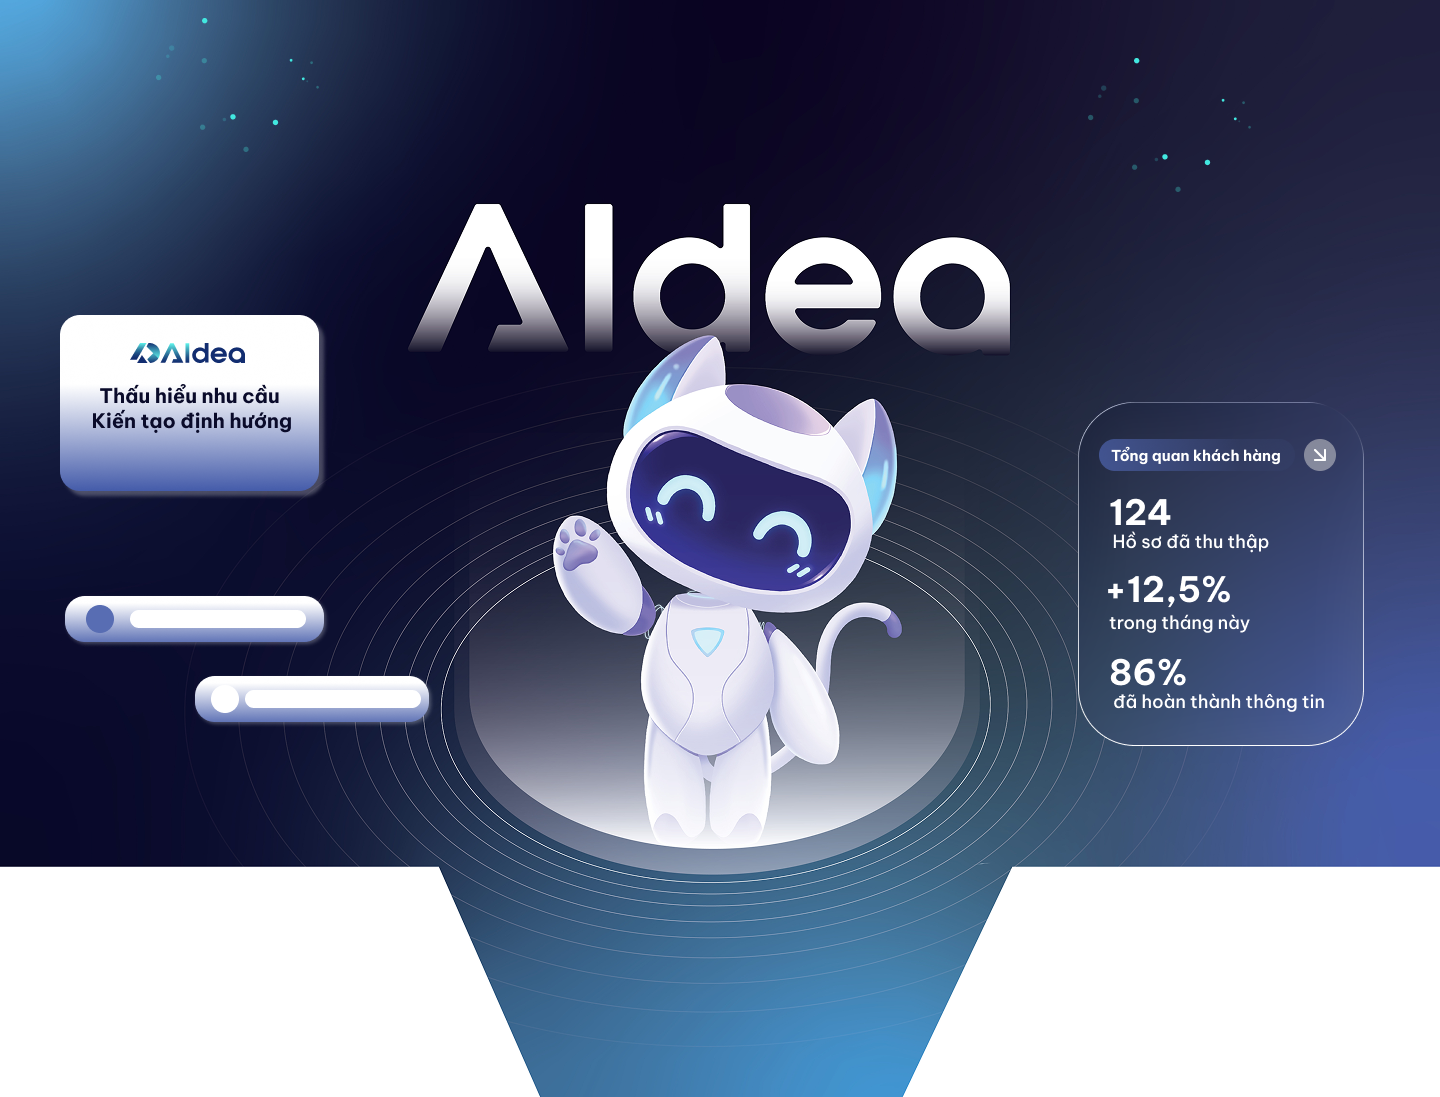 AIdea
AIdea
Thấu hiểu nhu cầu
Kiến tạo định hướng
Tổng quan khách hàng
124
Hồ sơ đã thu thập
+12,5%
trong tháng này
86%
đã hoàn thành thông tin